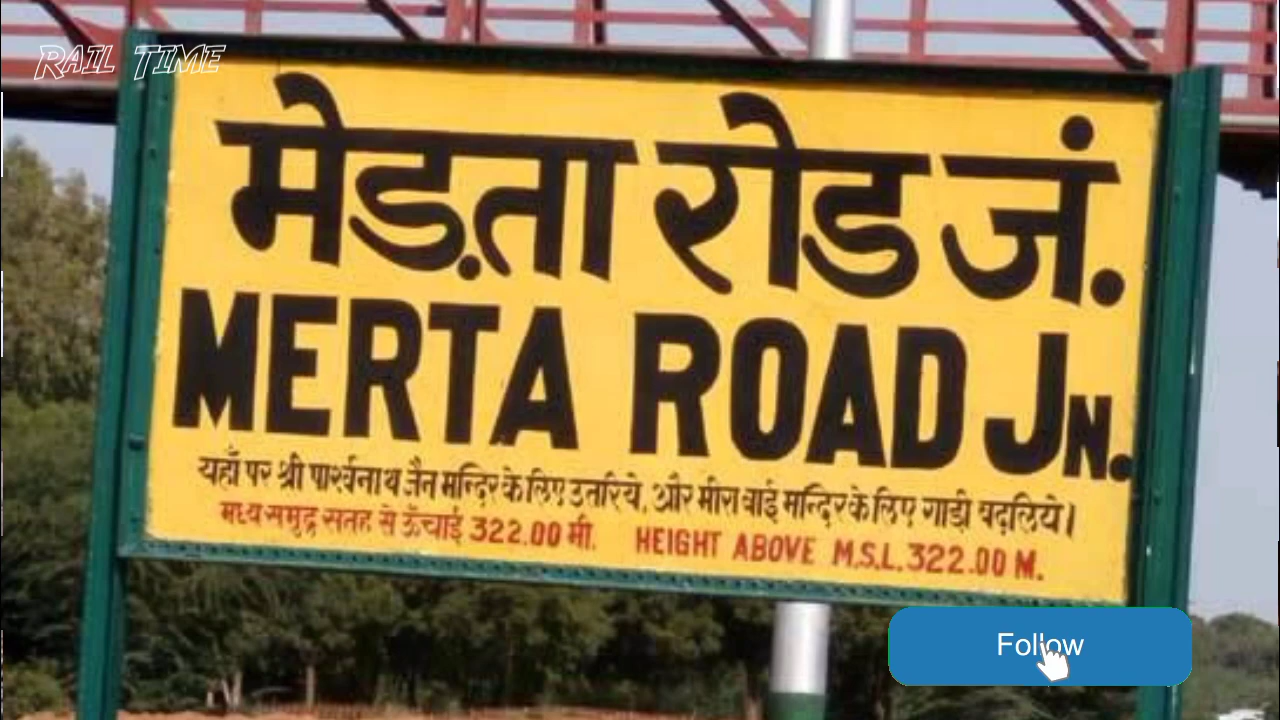 RAIL TIME
मेड़ता रोड जं.
MERTA ROAD JN.
यहाँ पर श्री पार्श्वनाथ जैन मन्दिर के लिए उतरिये, और मीरा बाई मन्दिर के लिए गाडी बदलिये।
मध्य समुद्र सतह से ऊँचाई 322.00 मी. HEIGHT ABOVE M.S.L. 322.00 M.
Follow